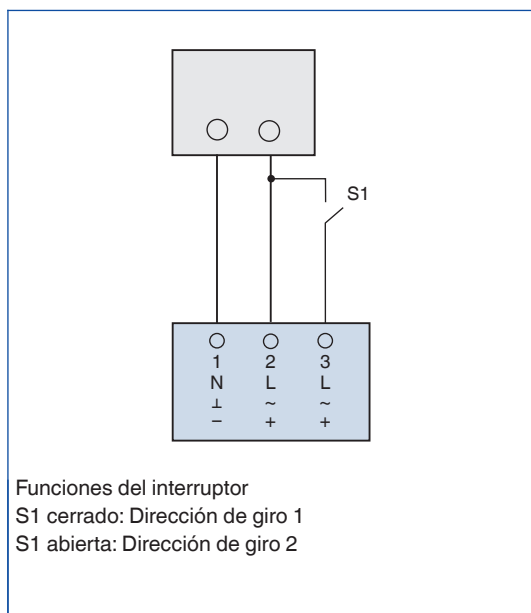 S1
1 2 3
N L L
⊥ ~ ~
– + +
Funciones del interruptor
S1 cerrado: Dirección de giro 1
S1 abierta: Dirección de giro 2